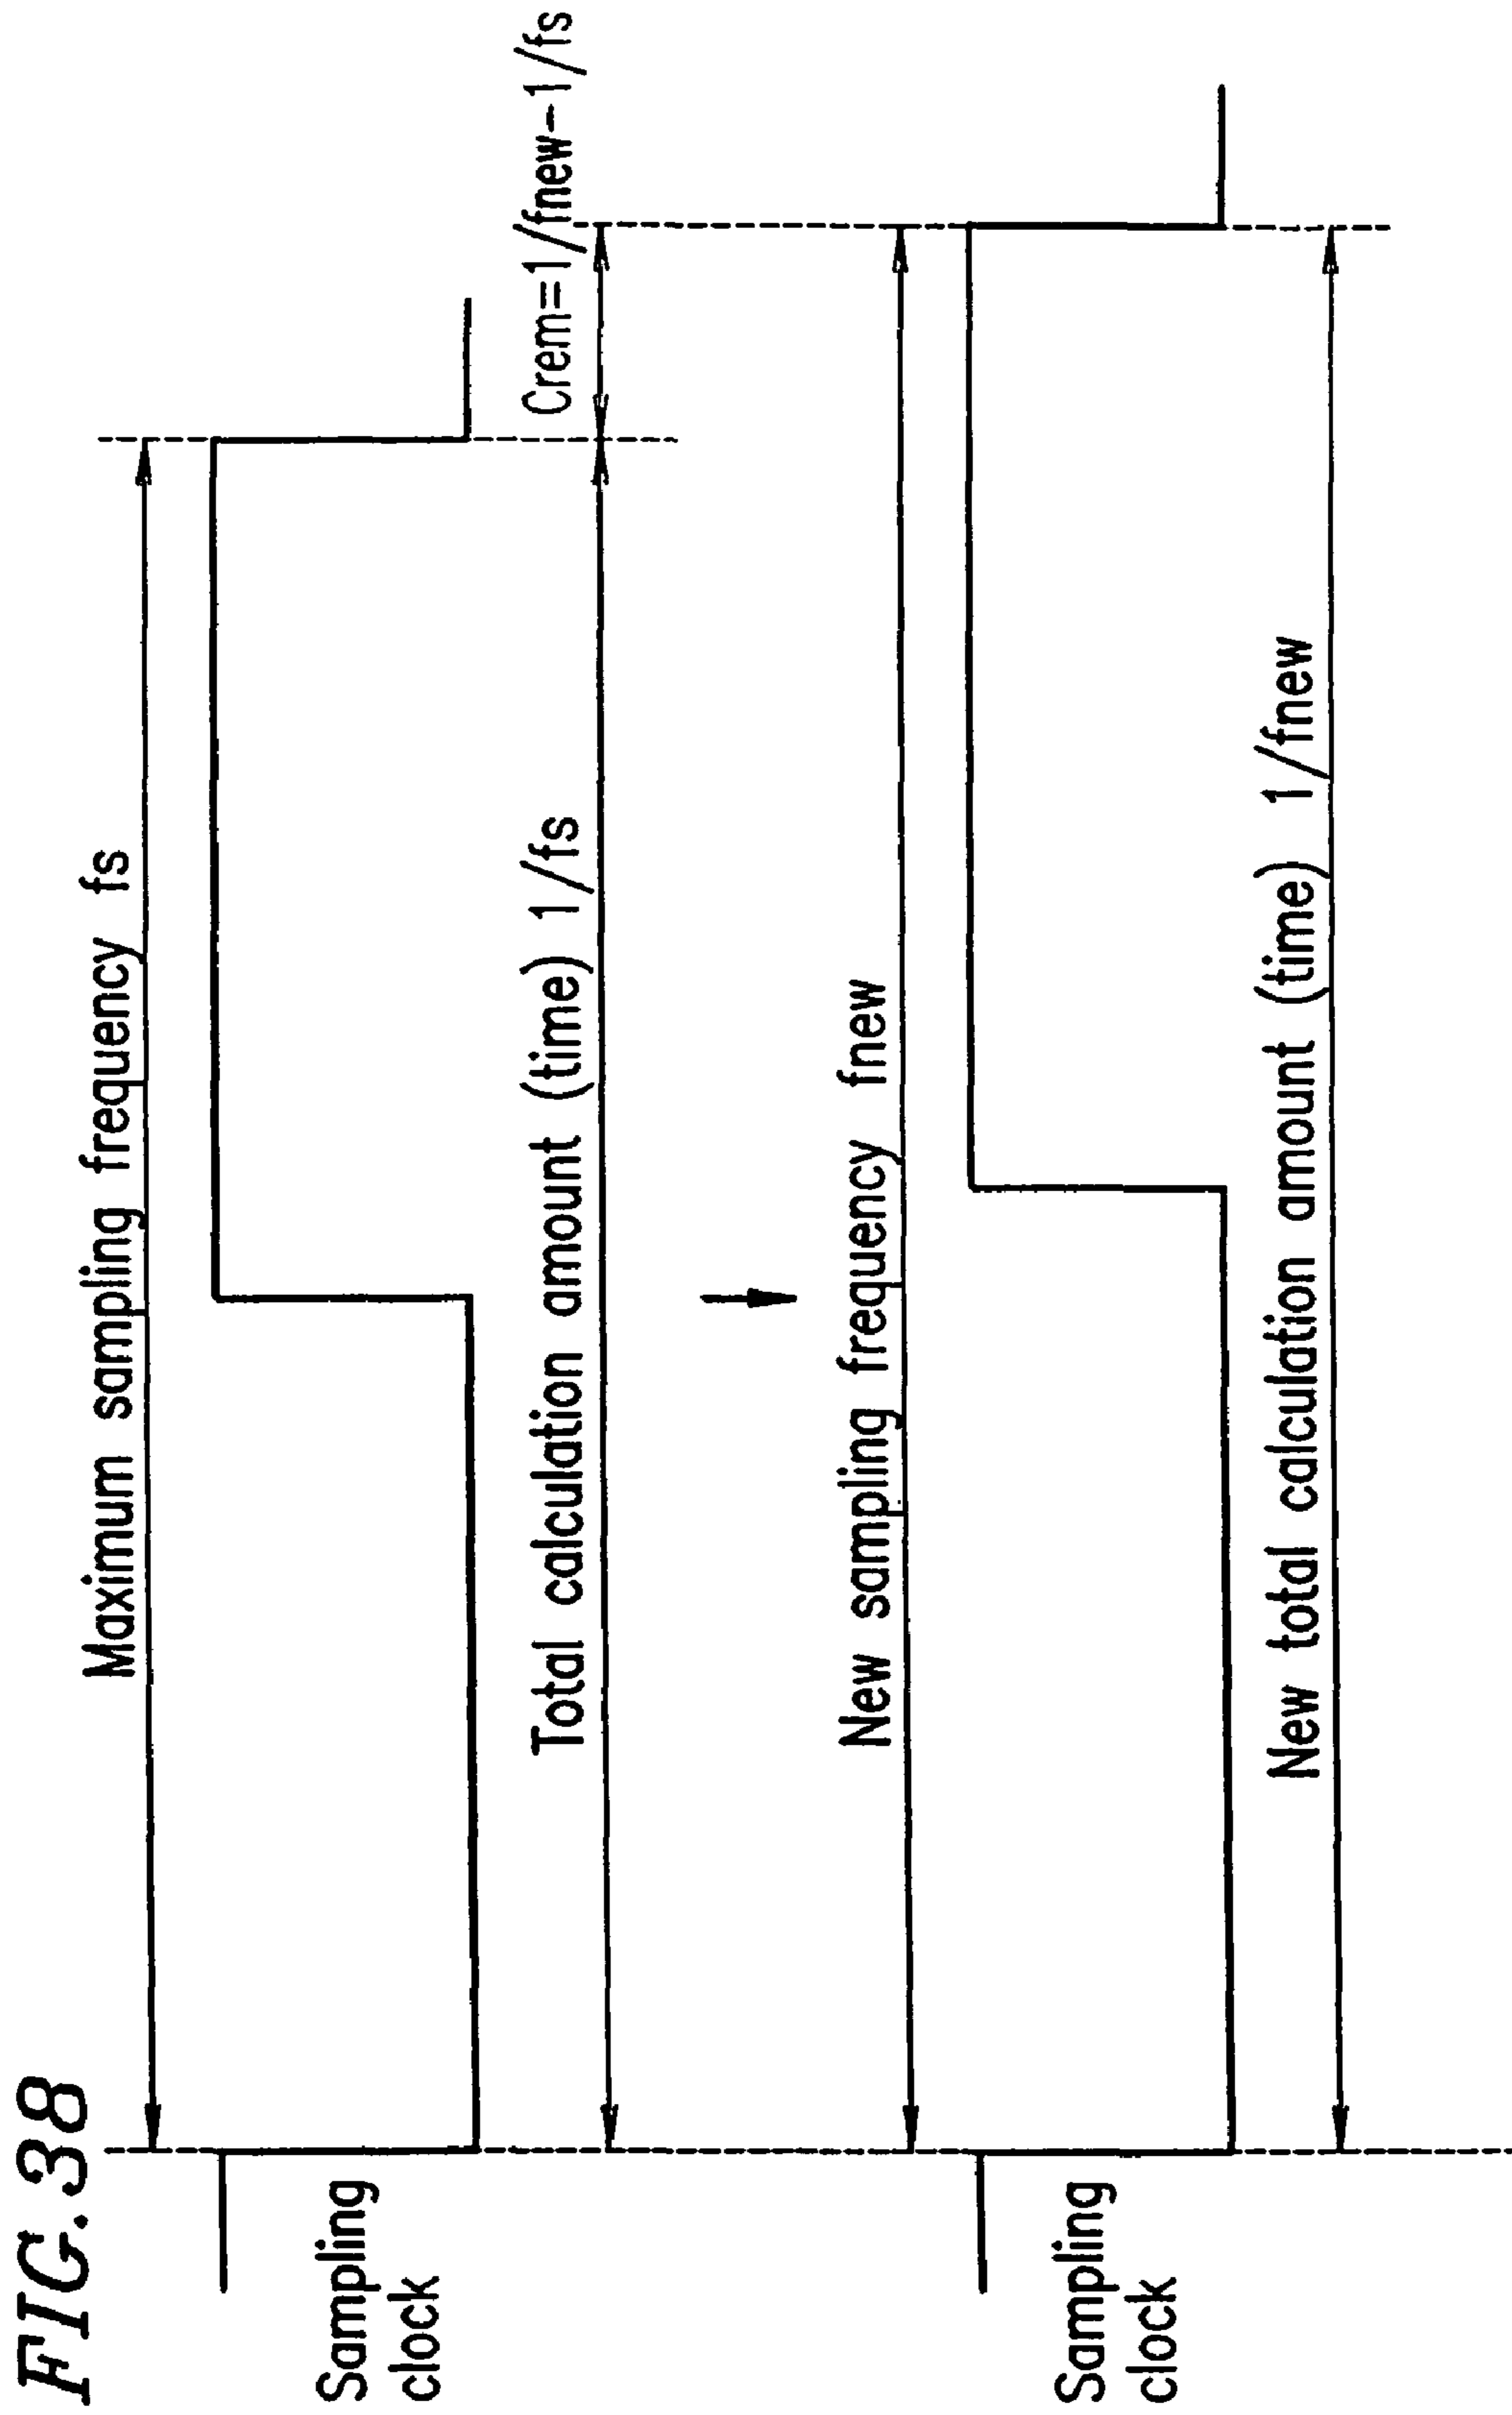 FIG.38
Maximum sampling frequency fs
Sampling
clock
Total calculation amount (time) 1/fs
Crem=1/fnew-1/fs
New sampling frequency fnew
Sampling
clock
New total calculation amount (time) 1/fnew